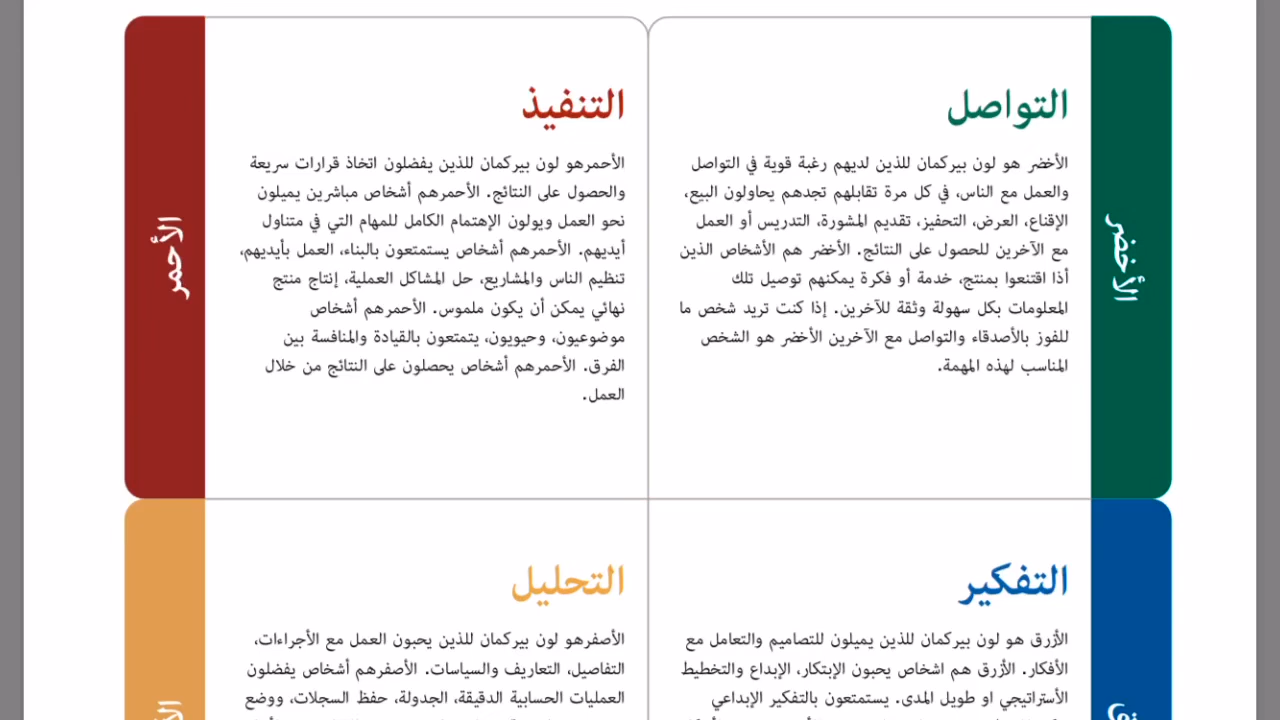 الأخضر
التواصل
الأخضر هو لون بيركمان للذين لديهم رغبة قوية في التواصل
والعمل مع الناس، في كل مرة تقابلهم تجدهم يحاولون البيع،
الإقناع، العرض، التحفيز، تقديم المشورة، التدريس أو العمل
مع الآخرين للحصول على النتائج. الأخضر هم الأشخاص الذين
أذا اقتنعوا بمنتج، خدمة أو فكرة يمكنهم توصيل تلك
المعلومات بكل سهولة وثقة للآخرين. إذا كنت تريد شخص ما
للفوز بالأصدقاء والتواصل مع الآخرين الأخضر هو الشخص
المناسب لهذه المهمة.
التنفيذ
الأحمرهو لون بيركمان للذين يفضلون اتخاذ قرارات سريعة
والحصول على النتائج. الأحمرهم أشخاص مباشرين يميلون
نحو العمل ويولون الإهتمام الكامل للمهام التي في متناول
أيديهم. الأحمرهم أشخاص يستمتعون بالبناء، العمل بأيديهم،
تنظيم الناس والمشاريع، حل المشاكل العملية، إنتاج منتج
نهائي يمكن أن يكون ملموس. الأحمرهم أشخاص
موضوعيون، وحيويون، يتمتعون بالقيادة والمنافسة بين
الفرق. الأحمرهم أشخاص يحصلون على النتائج من خلال
العمل.
الأحمر
التفكير
الأزرق هو لون بيركمان للذين يميلون للتصاميم والتعامل مع
الأفكار. الأزرق هم اشخاص يحبون الإبتكار، الإبداع والتخطيط
الأستراتيجي او طويل المدى. يستمتعون بالتفكير الإبداعي
التحليل
الأصفرهو لون بيركمان للذين يحبون العمل مع الأجراءات،
التفاصيل، التعاريف والسياسات. الأصفرهم أشخاص يفضلون
العمليات الحسابية الدقيقة، الجدولة، حفظ السجلات، ووضع